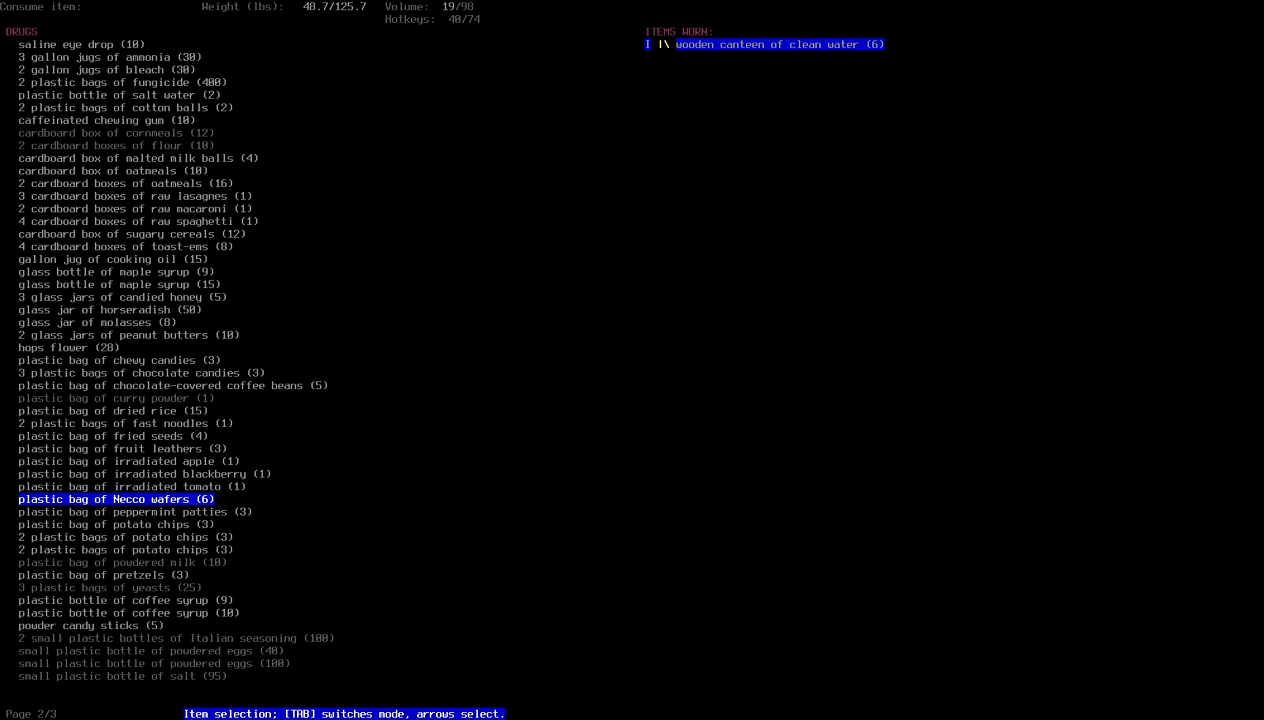 Consume item: Weight (lbs): 48.7/125.7 Volume: 19/98
Hotkeys: 40/74
DRUGS
saline eye drop (10)
3 gallon jugs of ammonia (30)
2 gallon jugs of bleach (30)
2 plastic bags of fungicide (400)
plastic bottle of salt water (2)
2 plastic bags of cotton balls (2)
caffeinated chewing gum (10)
cardboard box of cornmeals (12)
2 cardboard boxes of flour (10)
cardboard box of malted milk balls (4)
cardboard box of oatmeals (10)
2 cardboard boxes of oatmeals (16)
3 cardboard boxes of raw lasagnes (1)
2 cardboard boxes of raw macaroni (1)
4 cardboard boxes of raw spaghetti (1)
cardboard box of sugary cereals (12)
4 cardboard boxes of toast-ems (8)
gallon jug of cooking oil (15)
glass bottle of maple syrup (9)
glass bottle of maple syrup (15)
3 glass jars of candied honey (5)
glass jar of horseradish (50)
glass jar of molasses (8)
2 glass jars of peanut butters (10)
hops flower (28)
plastic bag of chewy candies (3)
3 plastic bags of chocolate candies (3)
plastic bag of chocolate-covered coffee beans (5)
plastic bag of curry powder (1)
plastic bag of dried rice (15)
2 plastic bags of fast noodles (1)
plastic bag of fried seeds (4)
plastic bag of fruit leathers (3)
plastic bag of irradiated apple (1)
plastic bag of irradiated blackberry (1)
plastic bag of irradiated tomato (1)
plastic bag of Necco wafers (6)
plastic bag of peppermint patties (3)
plastic bag of potato chips (3)
2 plastic bags of potato chips (3)
2 plastic bags of potato chips (3)
plastic bag of powdered milk (10)
plastic bag of pretzels (3)
3 plastic bags of yeasts (25)
plastic bottle of coffee syrup (9)
plastic bottle of coffee syrup (10)
powder candy sticks (5)
2 small plastic bottles of Italian seasoning (100)
small plastic bottle of powdered eggs (40)
small plastic bottle of powdered eggs (100)
small plastic bottle of salt (95)
ITEMS WORN:
I |\ wooden canteen of clean water (6)
Page 2/3 Item selection; [TAB] switches mode, arrows select.